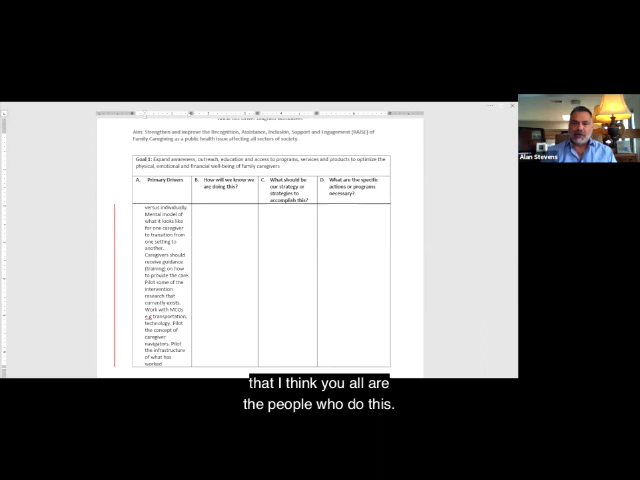 Aim: Strengthen and Improve the Recognition, Assistance, Inclusion, Support and Engagement (RAISE) of
Family Caregiving as a public health issue affecting all sectors of society.
Goal 1: Expand awareness, outreach, education and access to programs, services and products to optimize the
physical, emotional and financial well-being of family caregivers
A. Primary Drivers
B. How will we know we
are doing this?
C. What should be
our strategy or
strategies to
accomplish this?
D. What are the specific
actions or programs
necessary?
versus individually.
Mental model of
what it looks like
for one caregiver
to transition from
one setting to
another.
Caregivers should
receive guidance
(training) on how
to provide the care
Pilot some of the
intervention
research that
currently exists.
Work with MCOs
e.g transportation,
technology. Pilot
the concept of
caregiver
navigators. Pilot
the infrastructure
of what has
worked
Alan Stevens
that I think you all are
the people who do this.